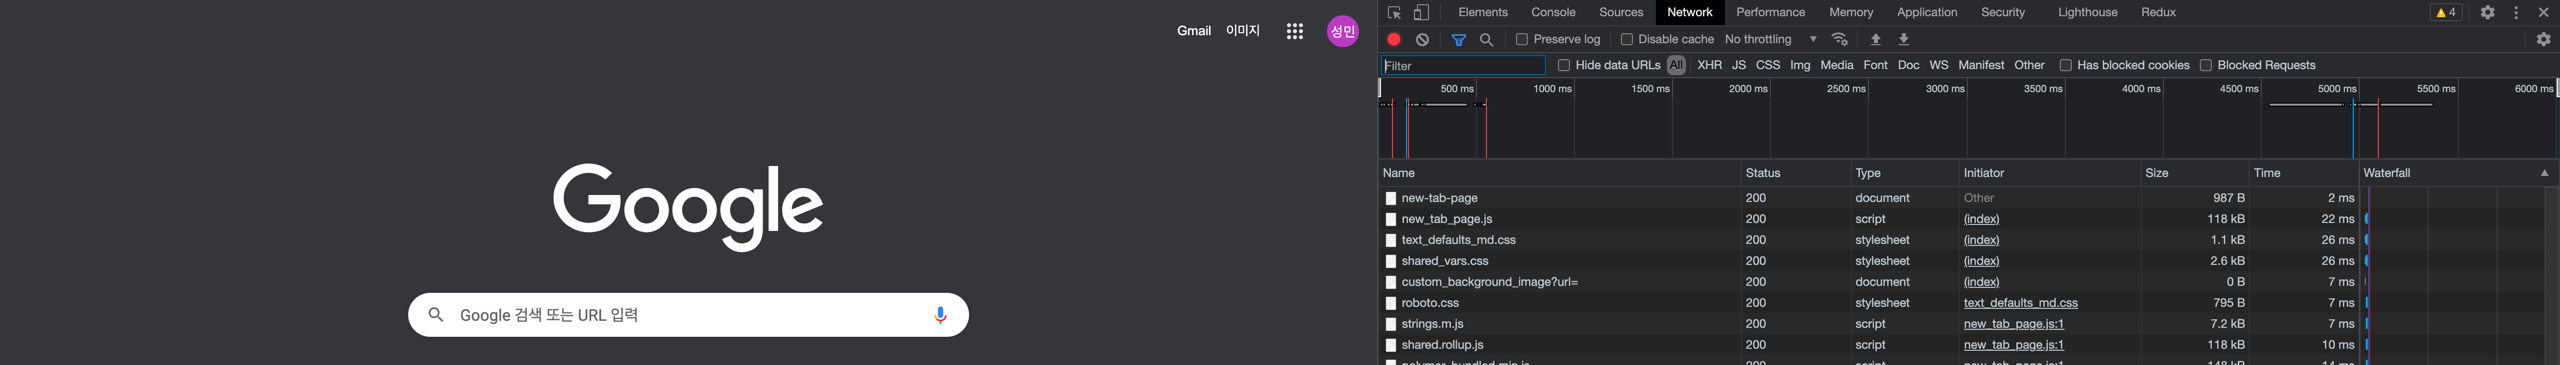 Gmail 이미지 성민
Google
Google 검색 또는 URL 입력
Elements Console Sources Network Performance Memory Application Security Lighthouse Redux 4
Preserve log Disable cache No throttling
Filter Hide data URLs All XHR JS CSS Img Media Font Doc WS Manifest Other Has blocked cookies Blocked Requests
500 ms 1000 ms 1500 ms 2000 ms 2500 ms 3000 ms 3500 ms 4000 ms 4500 ms 5000 ms 5500 ms 6000 ms
Name Status Type Initiator Size Time Waterfall
new-tab-page 200 document Other 987 B 2 ms
new_tab_page.js 200 script (index) 118 kB 22 ms
text_defaults_md.css 200 stylesheet (index) 1.1 kB 26 ms
shared_vars.css 200 stylesheet (index) 2.6 kB 26 ms
custom_background_image?url= 200 document (index) 0 B 7 ms
roboto.css 200 stylesheet text_defaults_md.css 795 B 7 ms
strings.m.js 200 script new_tab_page.js:1 7.2 kB 7 ms
shared.rollup.js 200 script new_tab_page.js:1 118 kB 10 ms